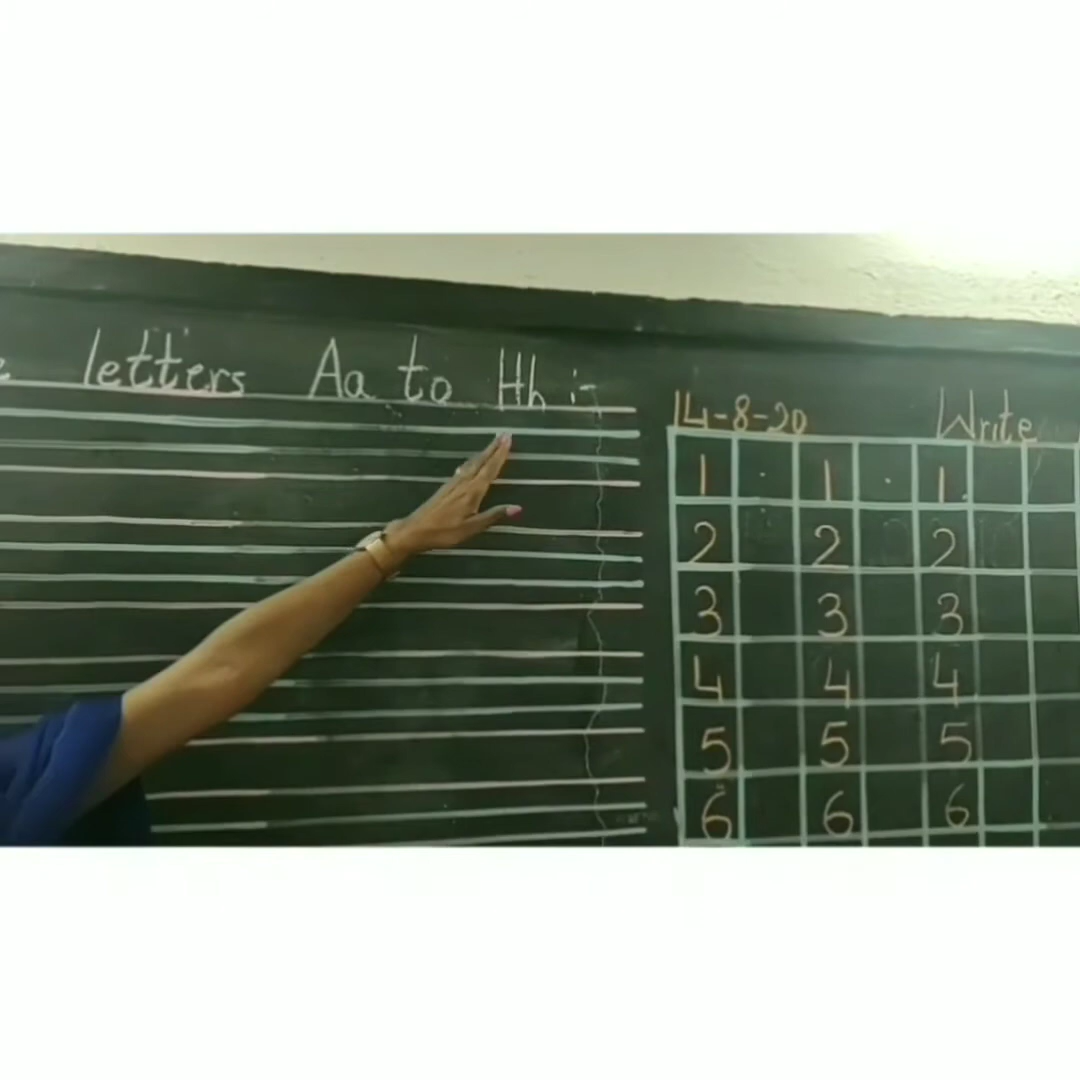 letters Aa to Hh :-
14-8-20 Write
1 1 1
2 2 2
3 3 3
4 4 4
5 5 5
6 6 6